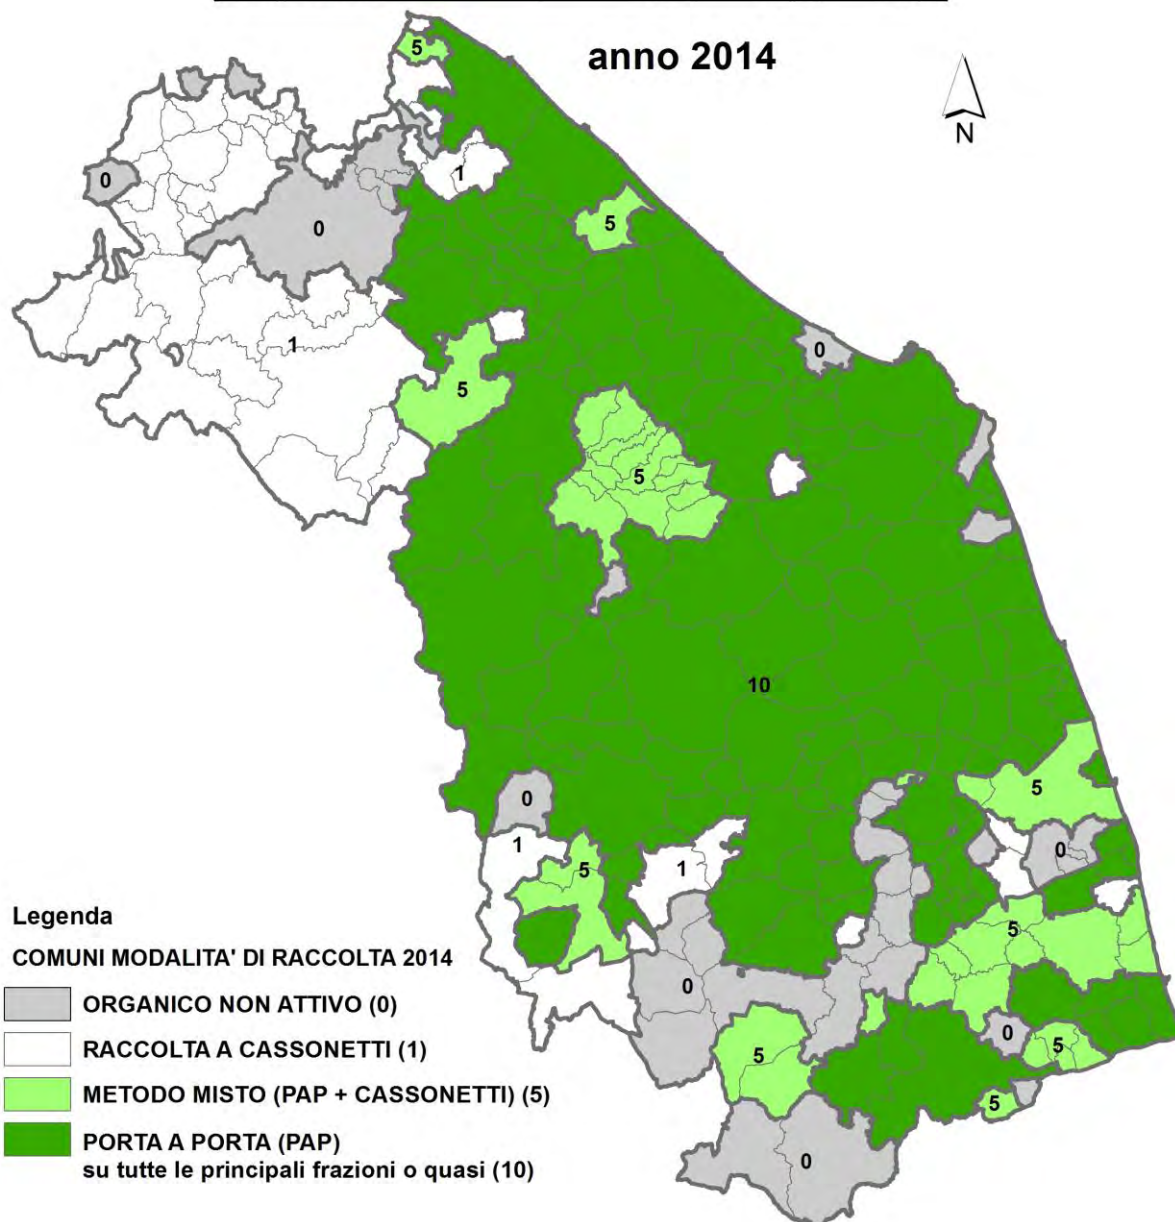 anno 2014
N
5
0
1
0
5
1
0
5
5
10
0
5
1
0
5
1
5
0
0
5
5
5
0
Legenda
COMUNI MODALITA' DI RACCOLTA 2014
ORGANICO NON ATTIVO (0)
RACCOLTA A CASSONETTI (1)
METODO MISTO (PAP + CASSONETTI) (5)
PORTA A PORTA (PAP)
su tutte le principali frazioni o quasi (10)